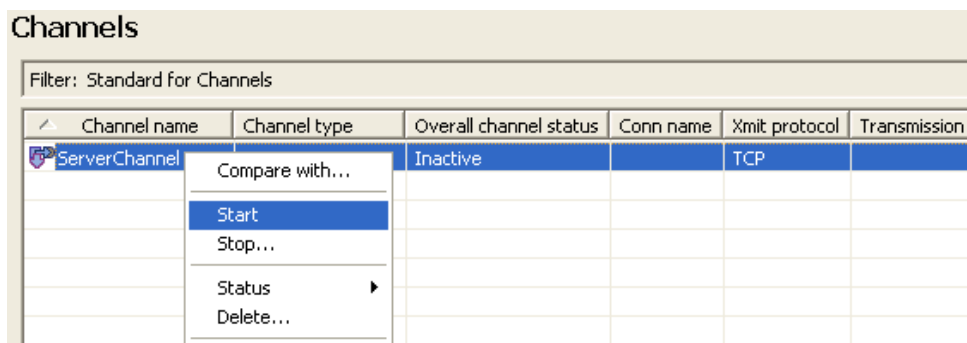 Channels
Filter: Standard for Channels
Channel name Channel type Overall channel status Conn name Xmit protocol Transmission
ServerChannel Inactive TCP
Compare with...
Start
Stop...
Status
Delete...